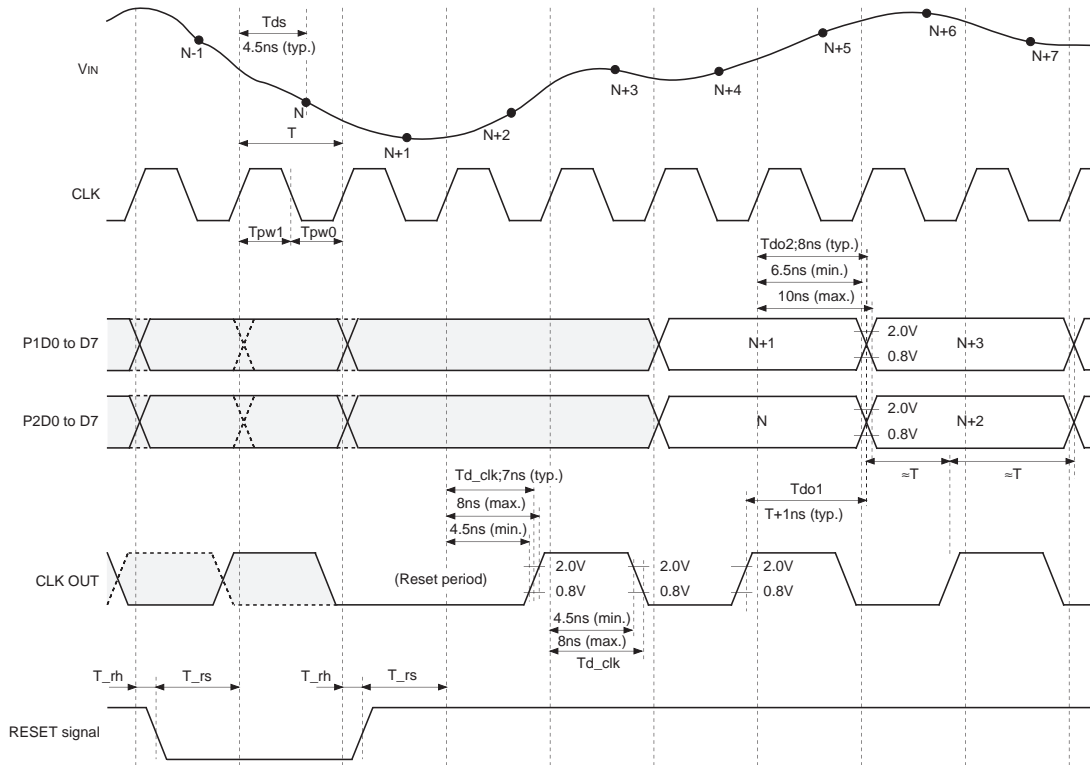 Tds
4.5ns (typ.)
N-1
VIN
N
T
N+1
N+2
N+3
N+4
N+5
N+6
N+7
CLK
Tpw1
Tpw0
Tdo2;8ns (typ.)
6.5ns (min.)
10ns (max.)
P1D0 to D7
N+1
2.0V
0.8V
N+3
P2D0 to D7
N
2.0V
0.8V
N+2
≈T
≈T
Td_clk;7ns (typ.)
8ns (max.)
4.5ns (min.)
Tdo1
T+1ns (typ.)
CLK OUT
(Reset period)
2.0V
0.8V
2.0V
0.8V
2.0V
0.8V
4.5ns (min.)
8ns (max.)
Td_clk
T_rh
T_rs
T_rh
T_rs
RESET signal